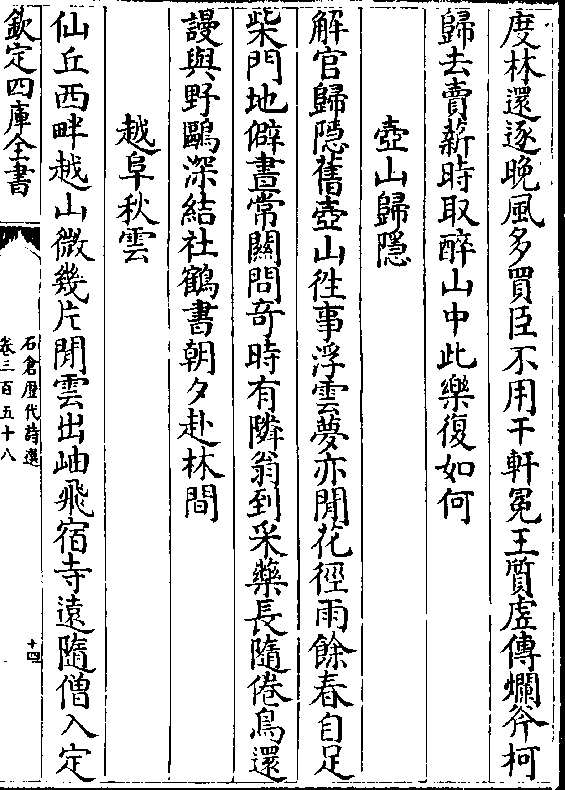 度林還逐晚風多買臣不用干軒冕王質虛傳爛斧柯
歸去賣薪時取醉山中此樂復如何
壺山歸隱
解官歸隠舊壺山徃事浮雲夢亦閒花徑雨餘春自足
柴門地僻晝常關問竒時有隣翁到采藥長隨倦鳥還
謾與野鷗深結社鶴書朝夕赴林間
越阜秋雲
仙丘西畔越山微幾片閒雲出岫飛宿寺遠隨僧入定
欽定四庫全書
石倉歴代詩選
卷三百五十八
十四